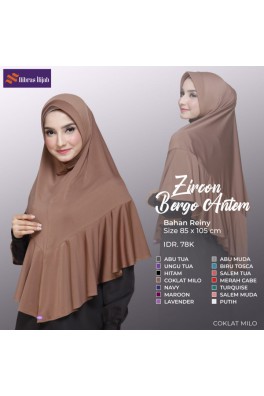 Nibras Hijab
Zircon
Bergo Antem
Bahan Reiny
Size 85 x 105 cm
IDR. 78K
ABU TUA
UNGU TUA
HITAM
COKLAT MILO
NAVY
MAROON
LAVENDER
ABU MUDA
BIRU TOSCA
SALEM TUA
MERAH CABE
TURQUISE
SALEM MUDA
PUTIH
COKLAT MILO